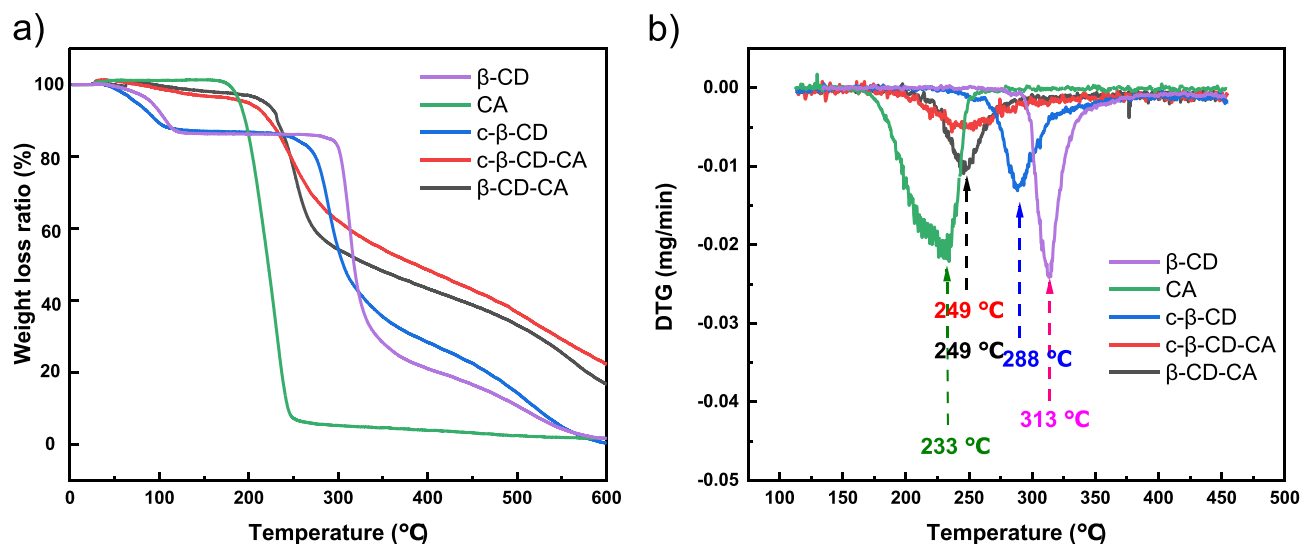 a)
100
80
60
40
20
0
Weight loss ratio (%)
β-CD
CA
c-β-CD
c-β-CD-CA
β-CD-CA
0
100
200
300
400
500
600
Temperature (℃)
b)
0.00
-0.01
-0.02
-0.03
-0.04
-0.05
DTG (mg/min)
249 ℃
249 ℃
288 ℃
313 ℃
233 ℃
β-CD
CA
c-β-CD
c-β-CD-CA
β-CD-CA
100
150
200
250
300
350
400
450
500
Temperature (℃)